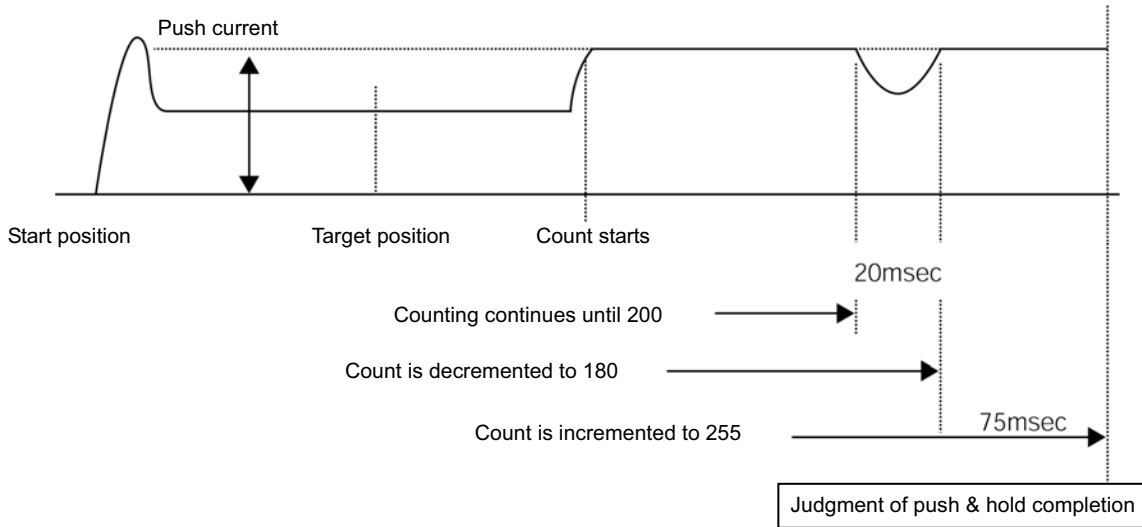 Push current
Start position
Target position
Count starts
20msec
Counting continues until 200
Count is decremented to 180
75msec
Count is incremented to 255
Judgment of push & hold completion